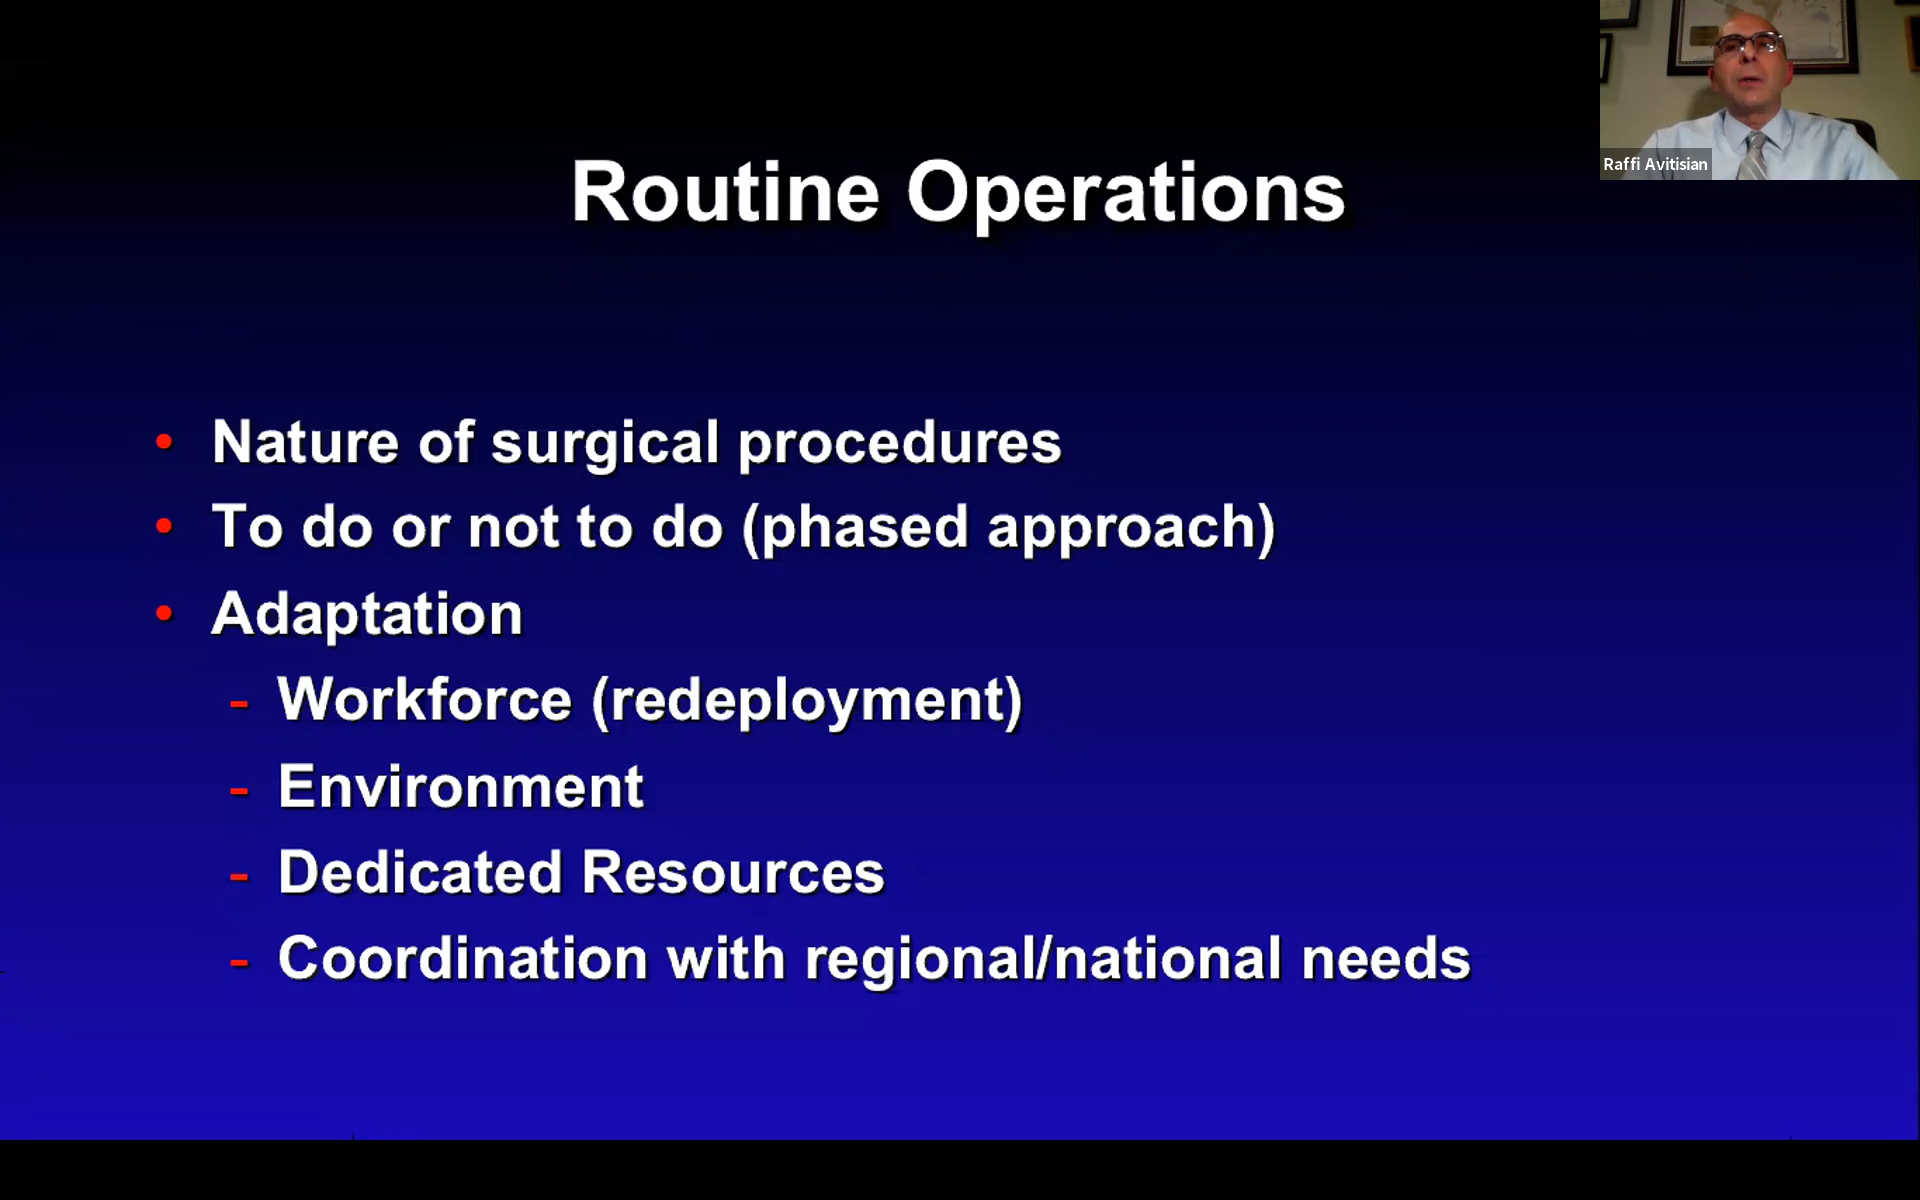 Raffi Avitisian
Routine Operations
• Nature of surgical procedures
• To do or not to do (phased approach)
• Adaptation
- Workforce (redeployment)
- Environment
- Dedicated Resources
- Coordination with regional/national needs